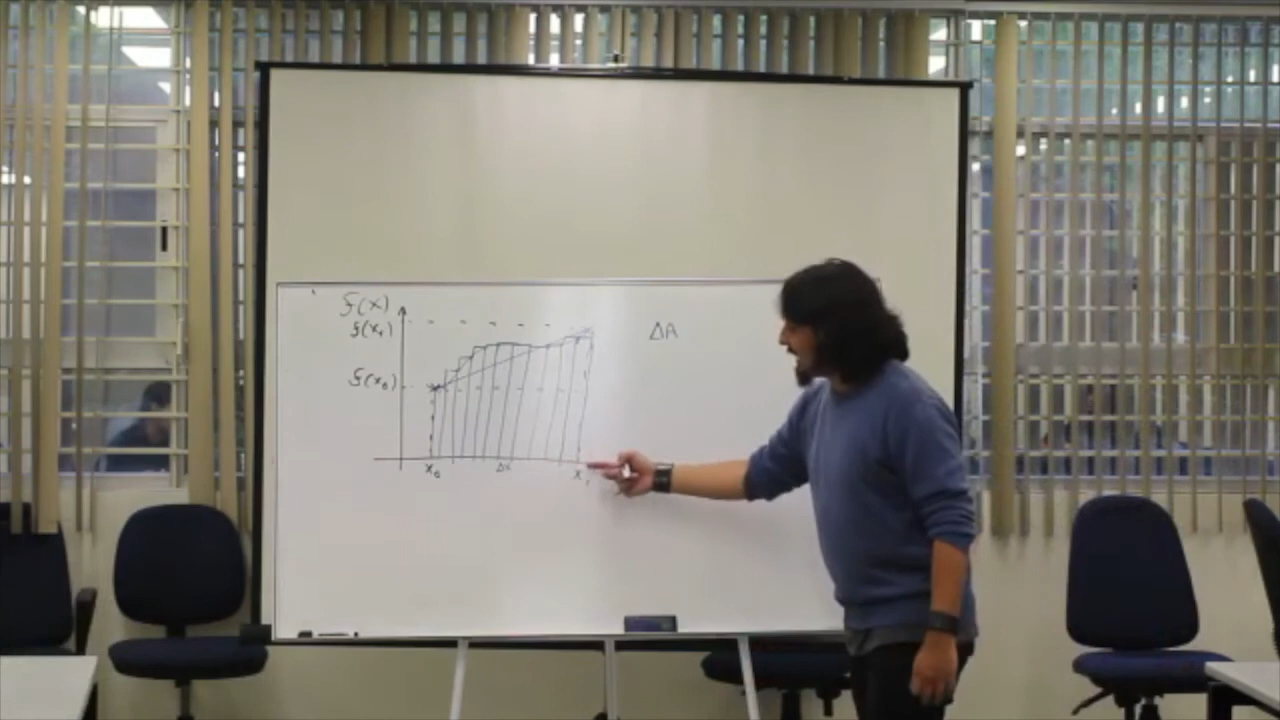 f(x)
f(x₁)
ΔA
f(x₀)
x₀ Δx x₁